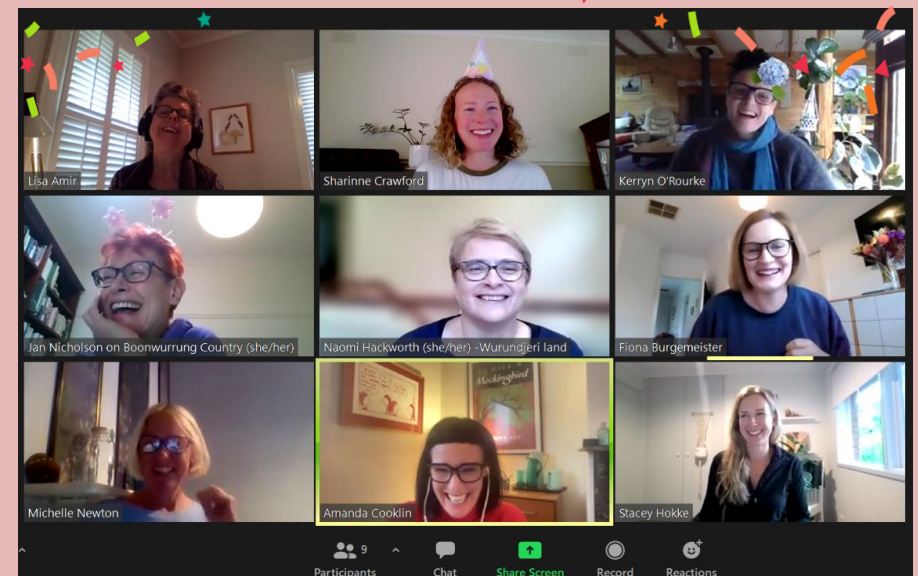 Lisa Amir
Sharinne Crawford
Kerryn O'Rourke
Jan Nicholson on Boonwurrung Country (she/her)
Naomi Hackworth (she/her) -Wurundjeri land
Fiona Burgemeister
Mockingbird
Michelle Newton
Amanda Cooklin
Stacey Hokke
9
Participants
Chat
Share Screen
Record
Reactions